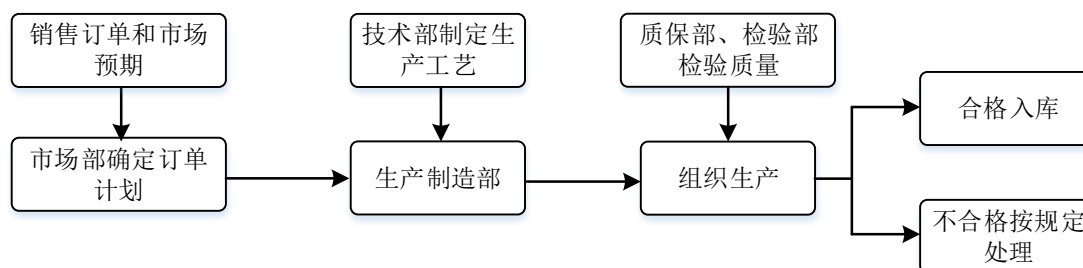 销售订单和市场
预期
技术部制定生
产工艺
质保部、检验部
检验质量
合格入库
市场部确定订单
计划
生产制造部
组织生产
不合格按规定
处理